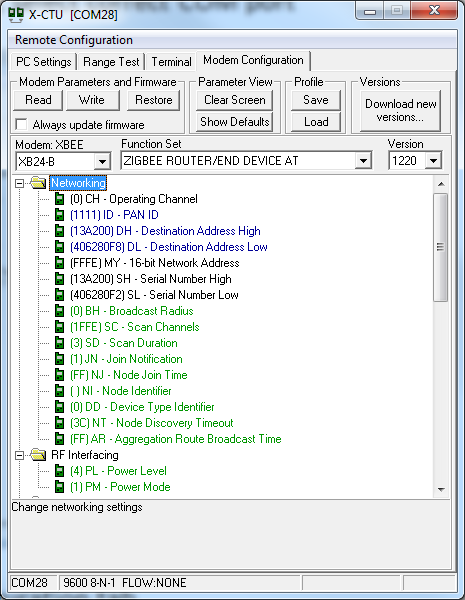 X-CTU [COM28]
Remote Configuration
PC Settings Range Test Terminal Modem Configuration
Modem Parameters and Firmware Parameter View Profile Versions
Read Write Restore Clear Screen Save Download new versions...
Always update firmware Show Defaults Load
Modem: XBEE Function Set Version
XB24-B ZIGBEE ROUTER/END DEVICE AT 1220
Networking
(0) CH - Operating Channel
(1111) ID - PAN ID
(13A200) DH - Destination Address High
(406280F8) DL - Destination Address Low
(FFFE) MY - 16-bit Network Address
(13A200) SH - Serial Number High
(406280F2) SL - Serial Number Low
(0) BH - Broadcast Radius
(1FFE) SC - Scan Channels
(3) SD - Scan Duration
(1) JN - Join Notification
(FF) NJ - Node Join Time
( ) NI - Node Identifier
(0) DD - Device Type Identifier
(3C) NT - Node Discovery Timeout
(FF) AR - Aggregation Route Broadcast Time
RF Interfacing
(4) PL - Power Level
(1) PM - Power Mode
Change networking settings
COM28 9600 8-N-1 FLOW:NONE